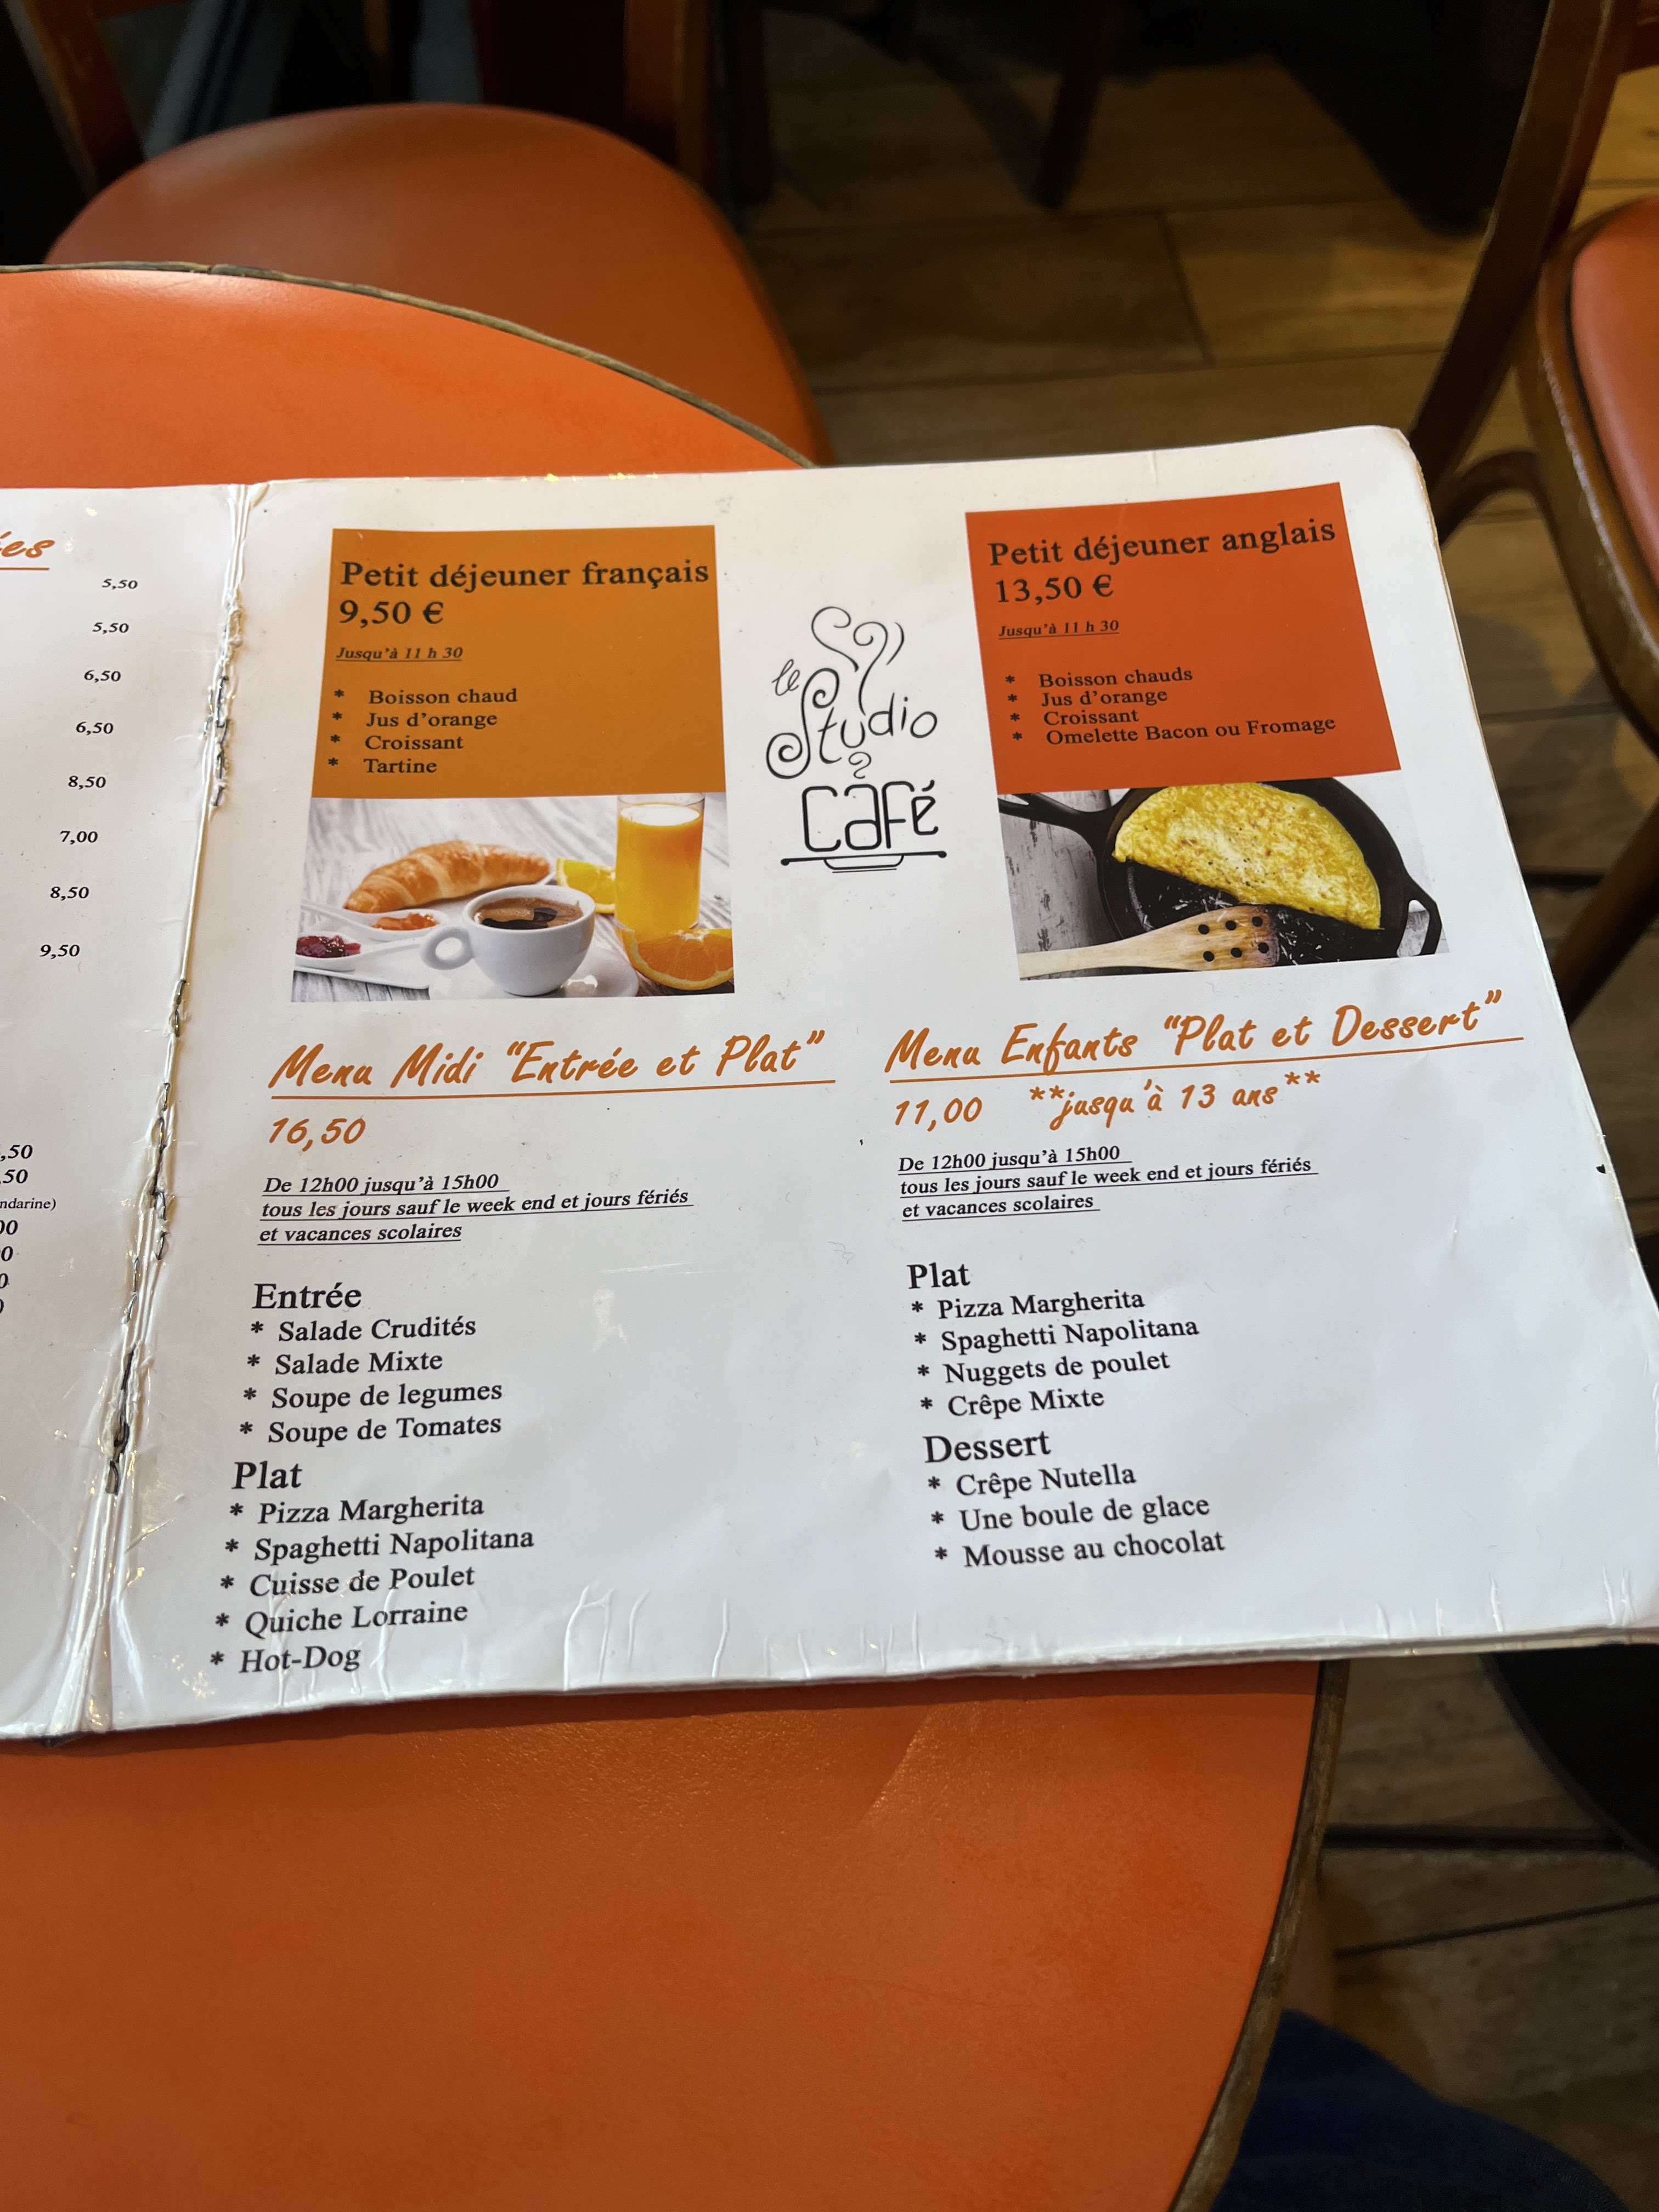 5,50
5,50
6,50
6,50
8,50
7,00
8,50
9,50
,50
50
Petit déjeuner français
9,50 €
Jusqu'à 11 h 30
* Boisson chaud
* Jus d'orange
* Croissant
* Tartine
le
Studio
Café
Petit déjeuner anglais
13,50 €
Jusqu'à 11 h 30
* Boisson chauds
* Jus d'orange
* Croissant
* Omelette Bacon ou Fromage
Menu Midi "Entrée et Plat"
16,50
De 12h00 jusqu'à 15h00
tous les jours sauf le week end et jours fériés
et vacances scolaires
Entrée
* Salade Crudités
* Salade Mixte
* Soupe de legumes
* Soupe de Tomates
Plat
* Pizza Margherita
* Spaghetti Napolitana
* Cuisse de Poulet
* Quiche Lorraine
* Hot-Dog
Menu Enfants "Plat et Dessert"
11,00 **jusqu'à 13 ans**
De 12h00 jusqu'à 15h00
tous les jours sauf le week end et jours fériés
et vacances scolaires
Plat
* Pizza Margherita
* Spaghetti Napolitana
* Nuggets de poulet
* Crêpe Mixte
Dessert
* Crêpe Nutella
* Une boule de glace
* Mousse au chocolat